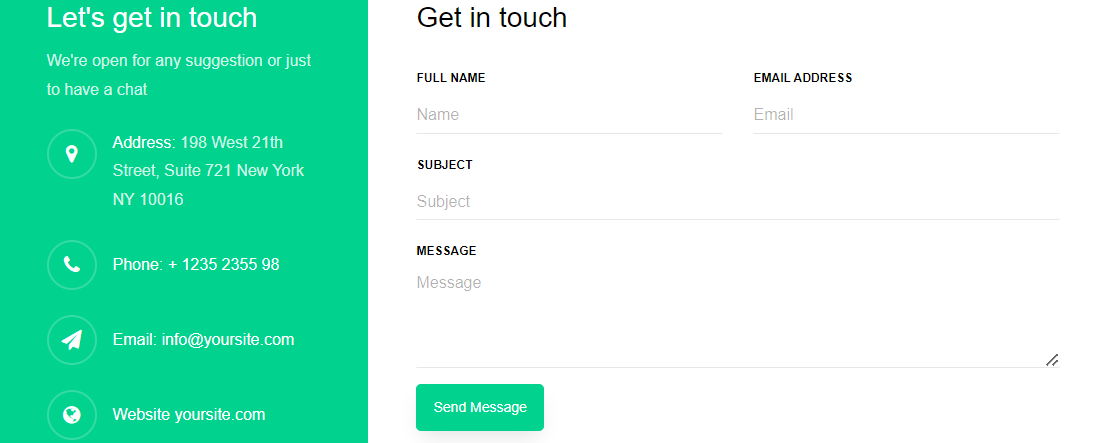 Let's get in touch
We're open for any suggestion or just
to have a chat
Address: 198 West 21th
Street, Suite 721 New York
NY 10016
Phone: + 1235 2355 98
Email: info@yoursite.com
Website yoursite.com
Get in touch
FULL NAME
Name
EMAIL ADDRESS
Email
SUBJECT
Subject
MESSAGE
Message
Send Message